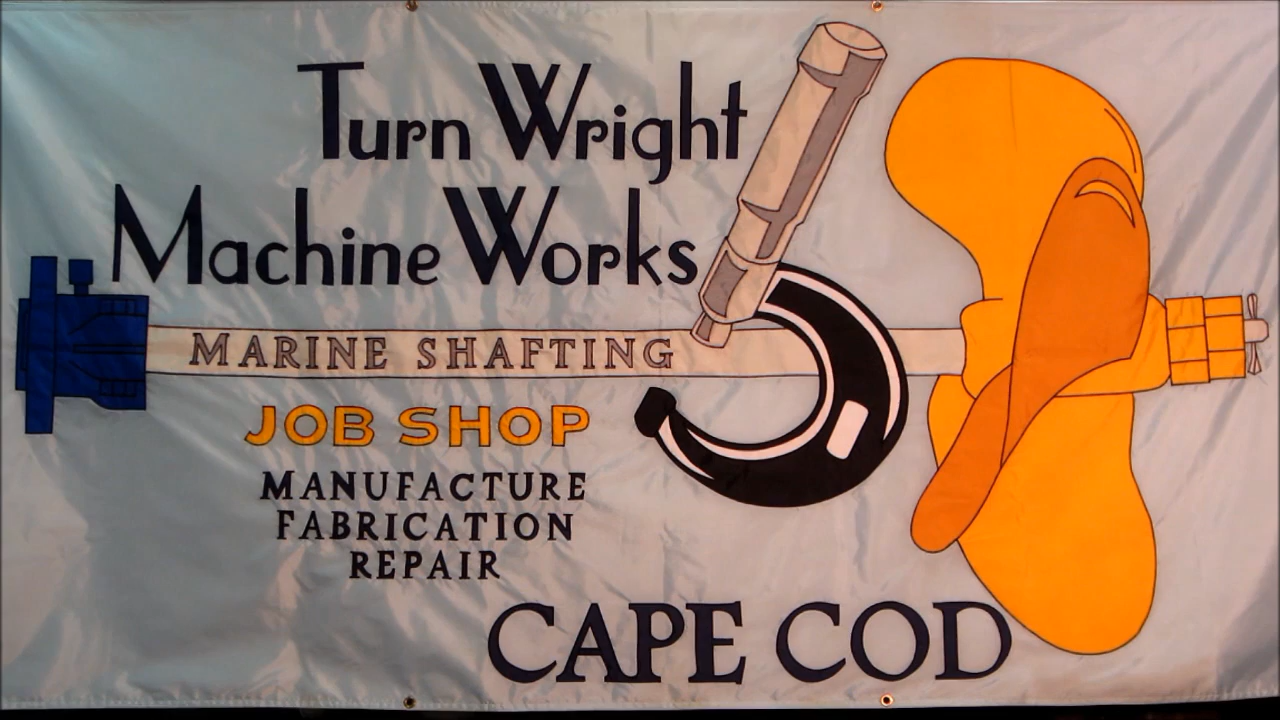 Turn Wright
Machine Works
MARINE SHAFTING
JOB SHOP
MANUFACTURE
FABRICATION
REPAIR
CAPE COD